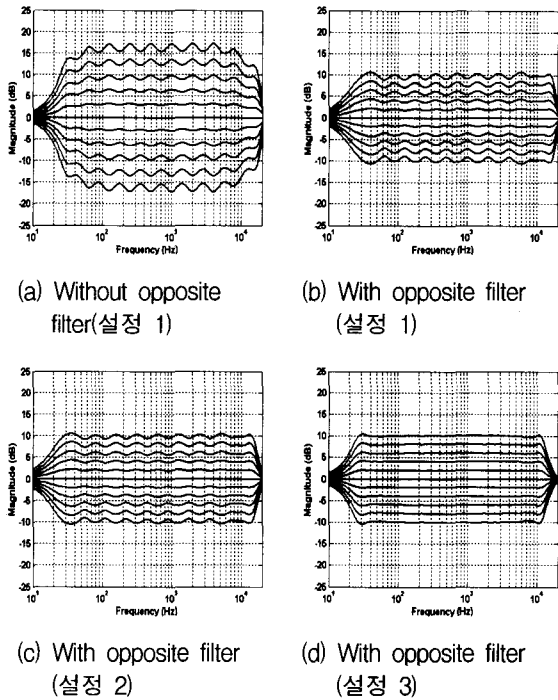 25
20
15
10
5
0
-5
-10
-15
-20
-25
Magnitude (dB)
10¹ 10² 10³ 10⁴
Frequency (Hz)
(a) Without opposite
filter(설정 1)
25
20
15
10
5
0
-5
-10
-15
-20
-25
Magnitude (dB)
10¹ 10² 10³ 10⁴
Frequency (Hz)
(b) With opposite filter
(설정 1)
25
20
15
10
5
0
-5
-10
-15
-20
-25
Magnitude (dB)
10¹ 10² 10³ 10⁴
Frequency (Hz)
(c) With opposite filter
(설정 2)
25
20
15
10
5
0
-5
-10
-15
-20
-25
Magnitude (dB)
10¹ 10² 10³ 10⁴
Frequency (Hz)
(d) With opposite filter
(설정 3)